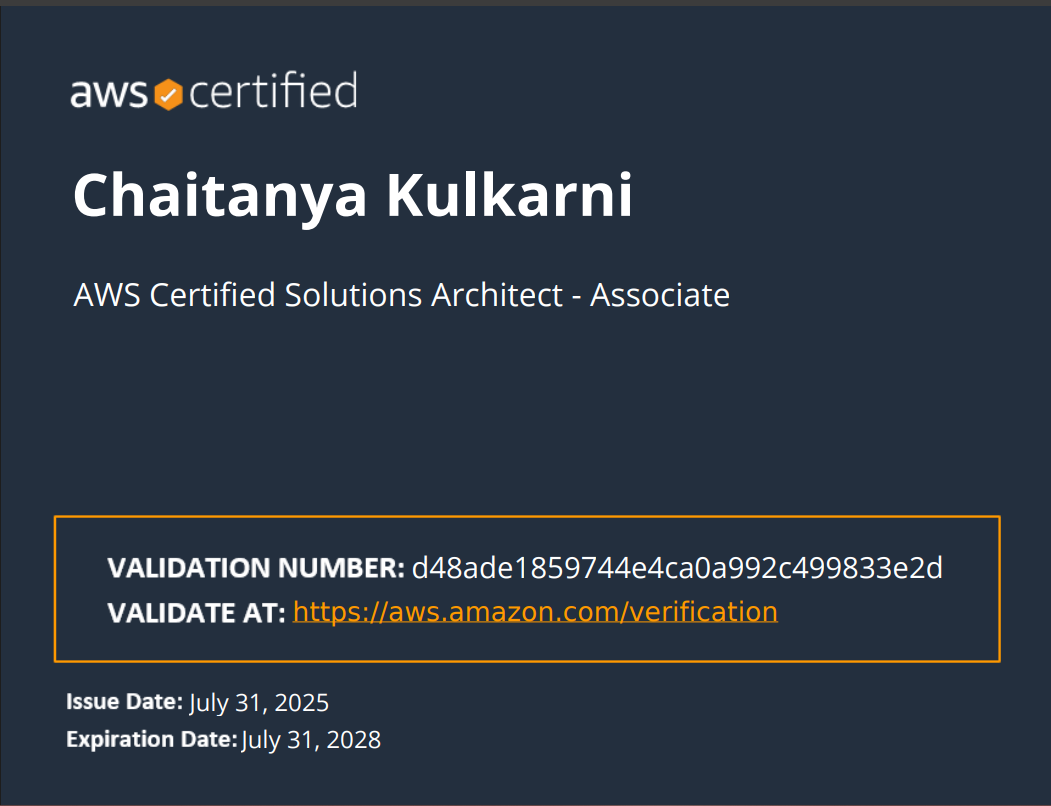 aws certified
Chaitanya Kulkarni
AWS Certified Solutions Architect - Associate
VALIDATION NUMBER: d48ade1859744e4ca0a992c499833e2d
VALIDATE AT: https://aws.amazon.com/verification
Issue Date: July 31, 2025
Expiration Date: July 31, 2028